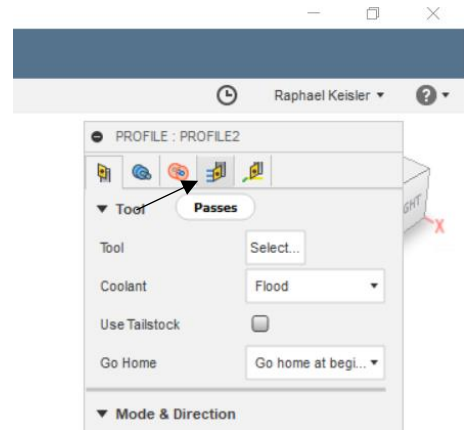 Raphael Keisler
?
PROFILE : PROFILE2
Tool
Passes
Tool Select...
Coolant Flood
Use Tailstock
Go Home Go home at begi...
Mode & Direction
GHT
X